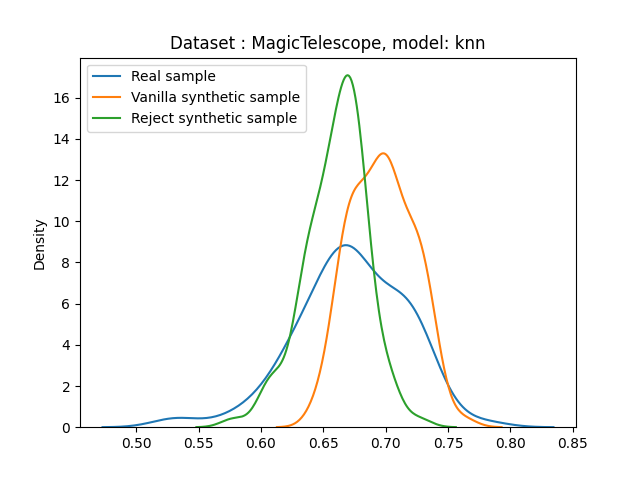 Dataset : MagicTelescope, model: knn
Real sample
Vanilla synthetic sample
Reject synthetic sample
Density
16
14
12
10
8
6
4
2
0
0.50 0.55 0.60 0.65 0.70 0.75 0.80 0.85